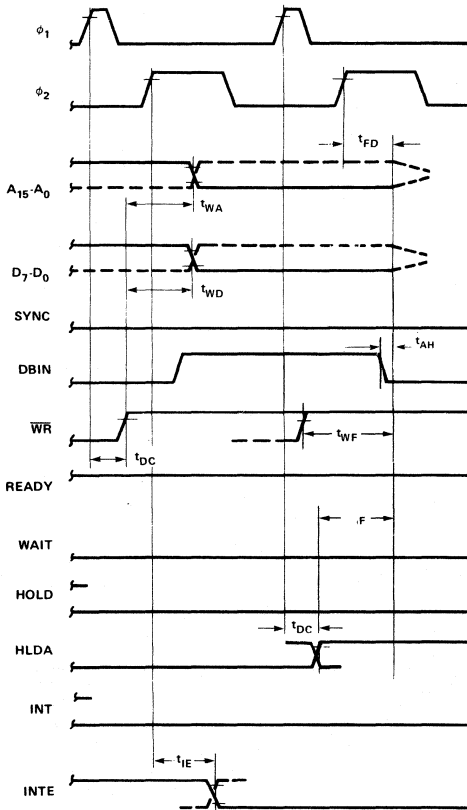 ϕ1
ϕ2
tFD
A15-A0
tWA
D7-D0
tWD
SYNC
tAH
DBIN
WR
tWF
tDC
READY
F
WAIT
HOLD
tDC
HLDA
INT
tIE
INTE